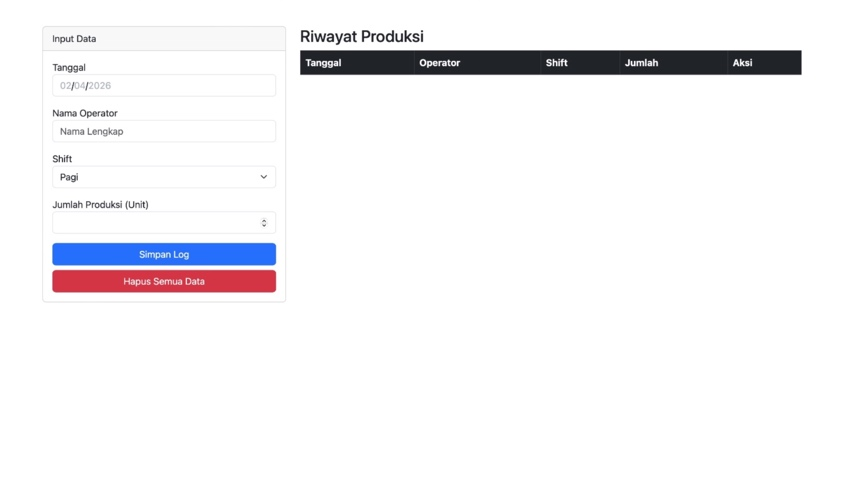 Input Data
Tanggal
02/04/2026
Nama Operator
Nama Lengkap
Shift
Pagi
Jumlah Produksi (Unit)
Simpan Log
Hapus Semua Data
Riwayat Produksi
Tanggal Operator Shift Jumlah Aksi